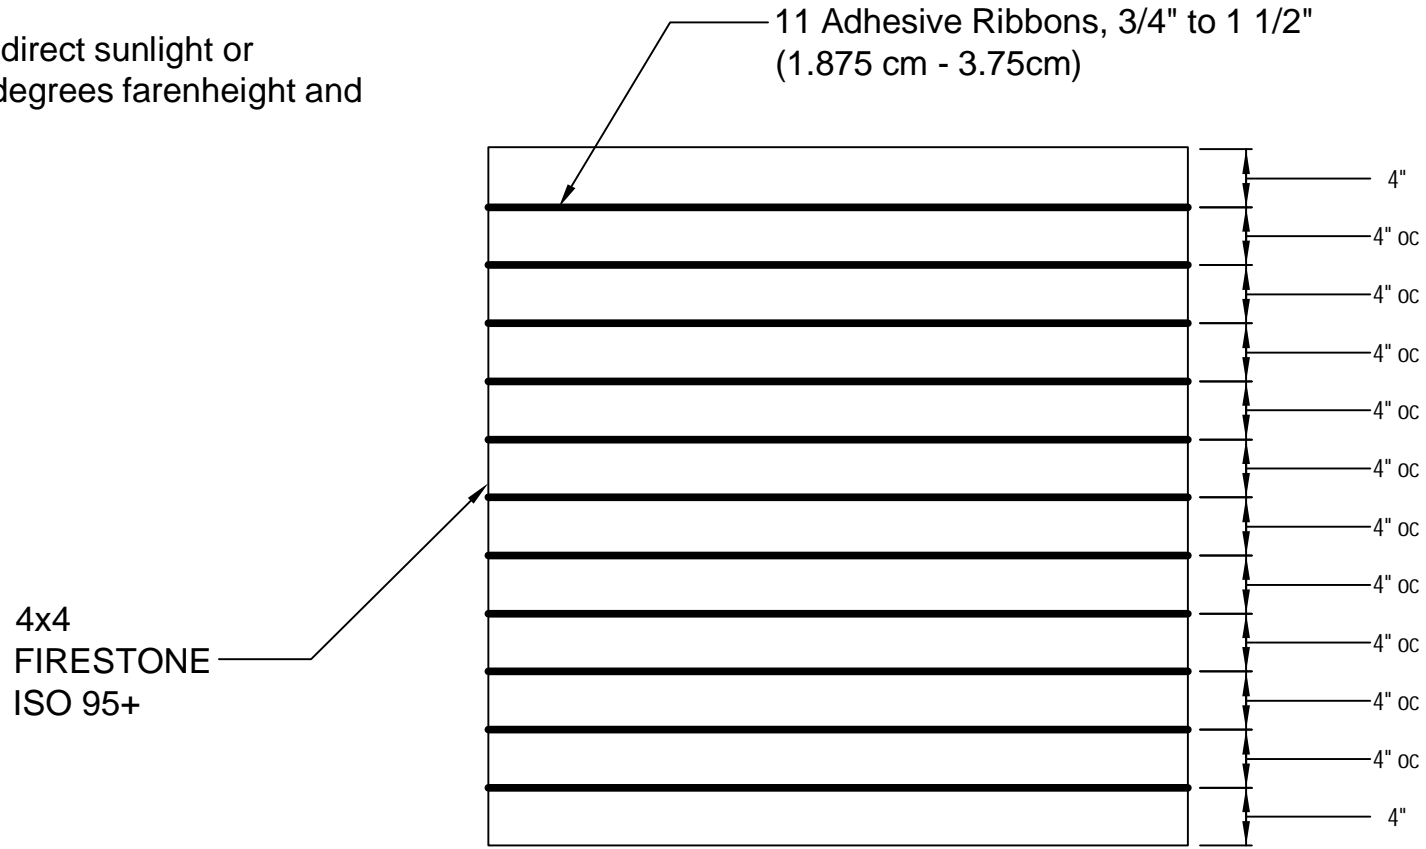 direct sunlight or
degrees farenheight and
11 Adhesive Ribbons, 3/4" to 1 1/2"
(1.875 cm - 3.75cm)
4"
4" OC
4" OC
4" OC
4" OC
4" OC
4" OC
4" OC
4" OC
4" OC
4" OC
4"
4x4
FIRESTONE
ISO 95+